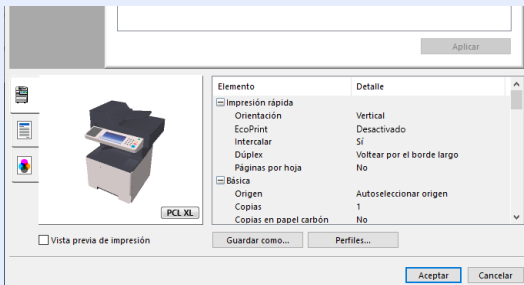 Aplicar
Elemento Detalle
Impresión rápida
Orientación Vertical
EcoPrint Desactivado
Intercalar Sí
Dúplex Voltear por el borde largo
Páginas por hoja No
Básica
Origen Autoseleccionar origen
Copias 1
Copias en papel carbón No
PCL XL
Vista previa de impresión Guardar como... Perfiles...
Aceptar Cancelar